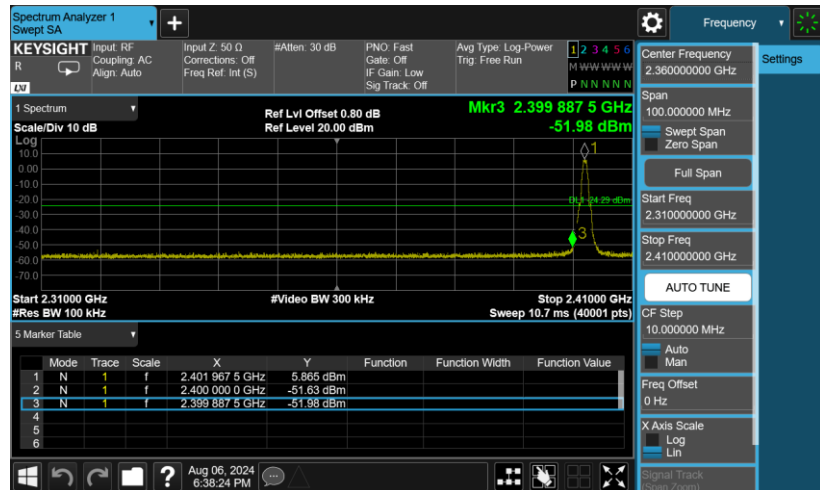 Spectrum Analyzer 1
Swept SA
Frequency
KEYSIGHT
R
LXI
Input: RF
Coupling: AC
Align: Auto
Input Z: 50 Ω
Corrections: Off
Freq Ref: Int (S)
#Atten: 30 dB
PNO: Fast
Gate: Off
IF Gain: Low
Sig Track: Off
Avg Type: Log-Power
Trig: Free Run
1 2 3 4 5 6
M W W W W W
P N N N N N
1 Spectrum
Scale/Div 10 dB
Ref Lvl Offset 0.80 dB
Ref Level 20.00 dBm
Mkr3 2.399 887 5 GHz
-51.98 dBm
Log
10.0
0.00
-10.0
-20.0
-30.0
-40.0
-50.0
-60.0
-70.0
1
DL1 -24.29 dBm
3
Start 2.31000 GHz
#Res BW 100 kHz
#Video BW 300 kHz
Stop 2.41000 GHz
Sweep 10.7 ms (40001 pts)
5 Marker Table
Mode Trace Scale X Y Function Function Width Function Value
1 N 1 f 2.401 967 5 GHz 5.865 dBm
2 N 1 f 2.400 000 0 GHz -51.63 dBm
3 N 1 f 2.399 887 5 GHz -51.98 dBm
4
5
6
Aug 06, 2024
6:38:24 PM
Center Frequency
2.360000000 GHz
Span
100.000000 MHz
Swept Span
Zero Span
Full Span
Start Freq
2.310000000 GHz
Stop Freq
2.410000000 GHz
AUTO TUNE
CF Step
10.000000 MHz
Auto
Man
Freq Offset
0 Hz
X Axis Scale
Log
Lin
Signal Track
(Span Zoom)
Settings